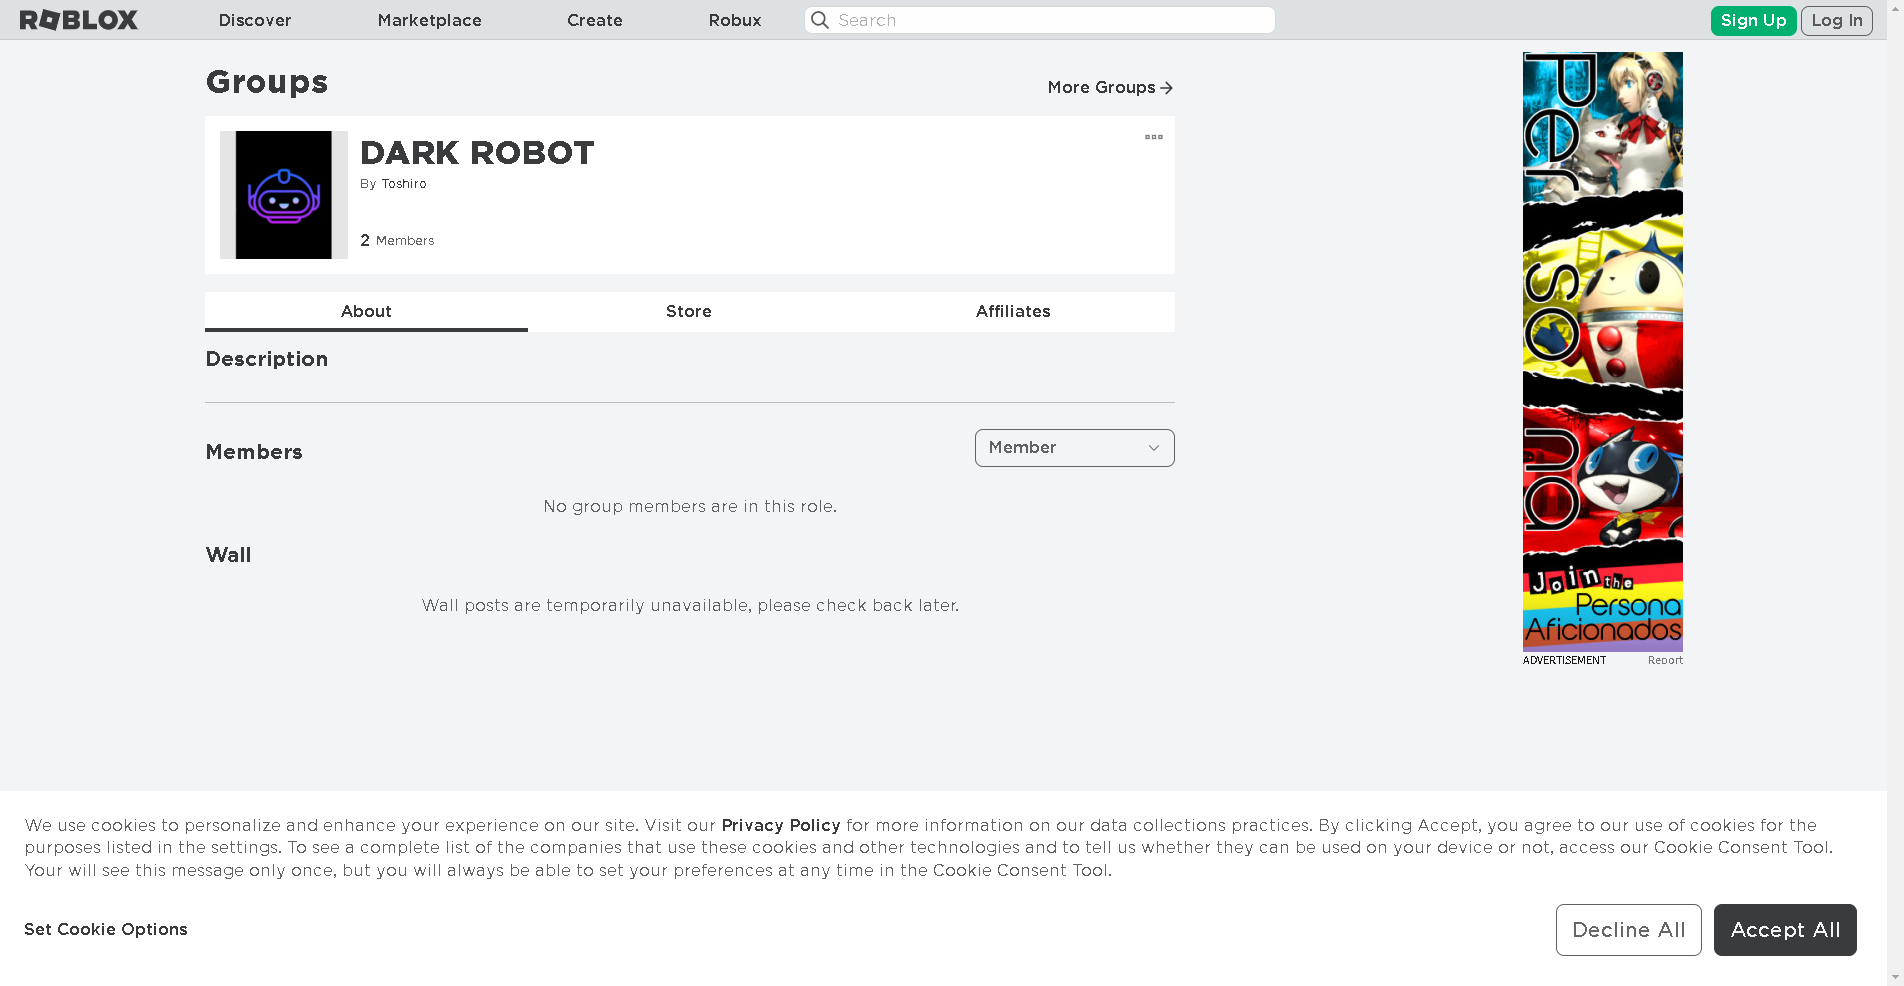 ROBLOX Discover Marketplace Create Robux Search Sign Up Log In
Groups
More Groups
DARK ROBOT
By Toshiro
2 Members
About Store Affiliates
Description
Members
Member
No group members are in this role.
Wall
Wall posts are temporarily unavailable, please check back later.
Persona
Join the
Persona
Aficionados
ADVERTISEMENT Report
We use cookies to personalize and enhance your experience on our site. Visit our Privacy Policy for more information on our data collections practices. By clicking Accept, you agree to our use of cookies for the
purposes listed in the settings. To see a complete list of the companies that use these cookies and other technologies and to tell us whether they can be used on your device or not, access our Cookie Consent Tool.
Your will see this message only once, but you will always be able to set your preferences at any time in the Cookie Consent Tool.
Set Cookie Options
Decline All
Accept All